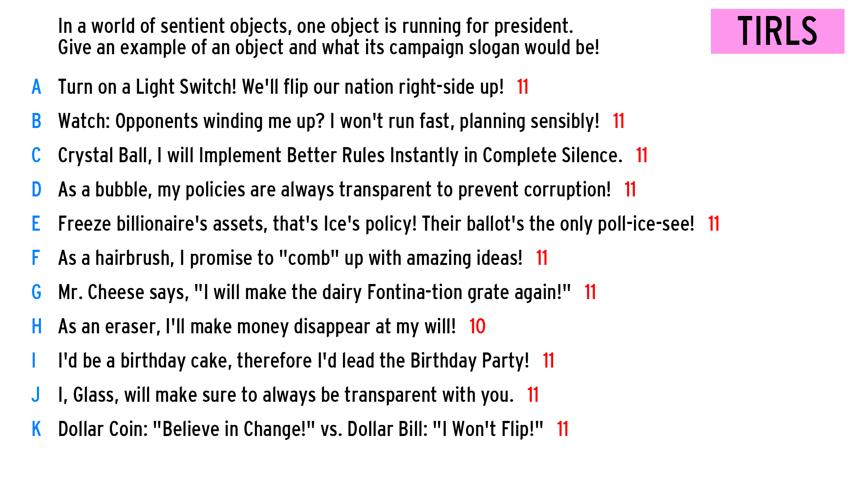 In a world of sentient objects, one object is running for president.
Give an example of an object and what its campaign slogan would be!
TIRLS
A Turn on a Light Switch! We'll flip our nation right-side up! 11
B Watch: Opponents winding me up? I won't run fast, planning sensibly! 11
C Crystal Ball, I will Implement Better Rules Instantly in Complete Silence. 11
D As a bubble, my policies are always transparent to prevent corruption! 11
E Freeze billionaire's assets, that's Ice's policy! Their ballot's the only poll-ice-see! 11
F As a hairbrush, I promise to "comb" up with amazing ideas! 11
G Mr. Cheese says, "I will make the dairy Fontina-tion grate again!" 11
H As an eraser, I'll make money disappear at my will! 10
I I'd be a birthday cake, therefore I'd lead the Birthday Party! 11
J I, Glass, will make sure to always be transparent with you. 11
K Dollar Coin: "Believe in Change!" vs. Dollar Bill: "I Won't Flip!" 11